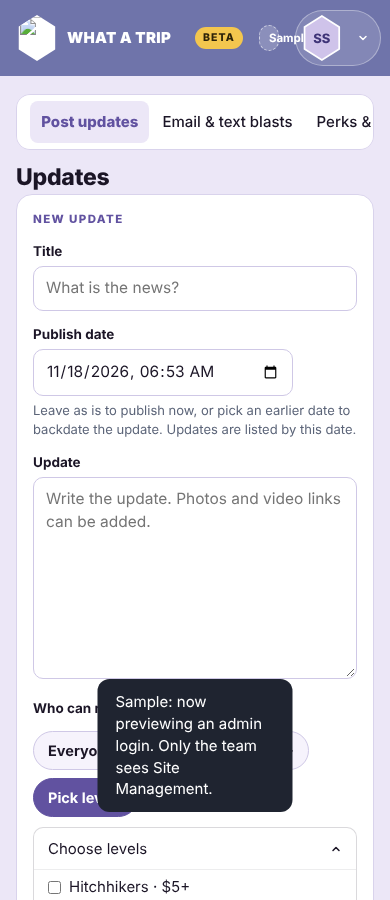 WHAT A TRIP
BETA
Sampl
SS
Post updates
Email & text blasts
Perks &
Updates
NEW UPDATE
Title
What is the news?
Publish date
11/18/2026, 06:53 AM
Leave as is to publish now, or pick an earlier date to
backdate the update. Updates are listed by this date.
Update
Write the update. Photos and video links
can be added.
Who can
Everyo
Sample: now
previewing an admin
login. Only the team
sees Site
Management.
Pick le
Choose levels
Hitchhikers · $5+